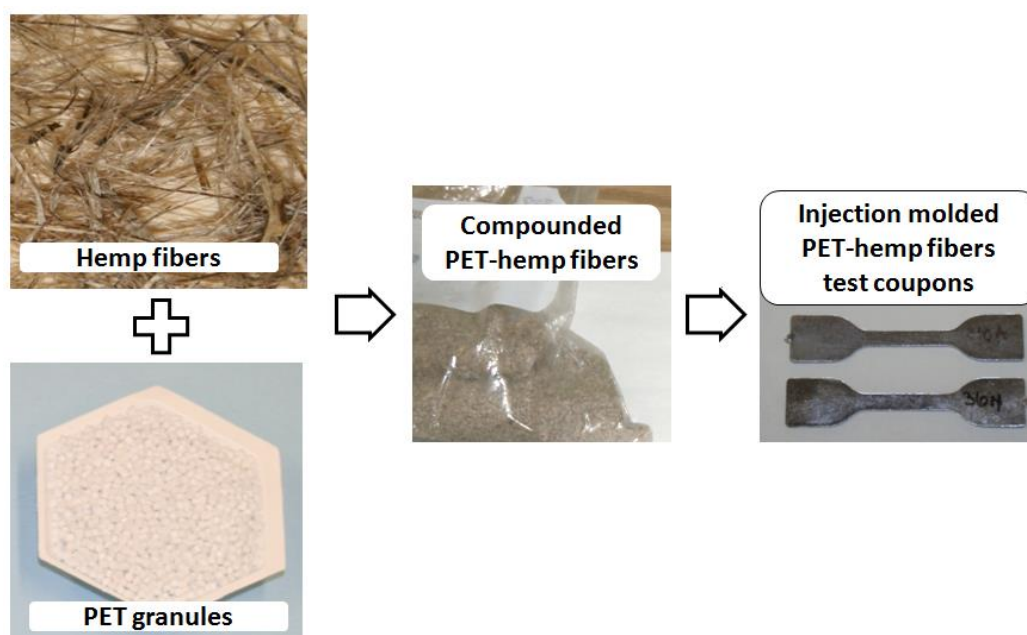 Hemp fibers
PET granules
Compounded
PET-hemp fibers
Injection molded
PET-hemp fibers
test coupons